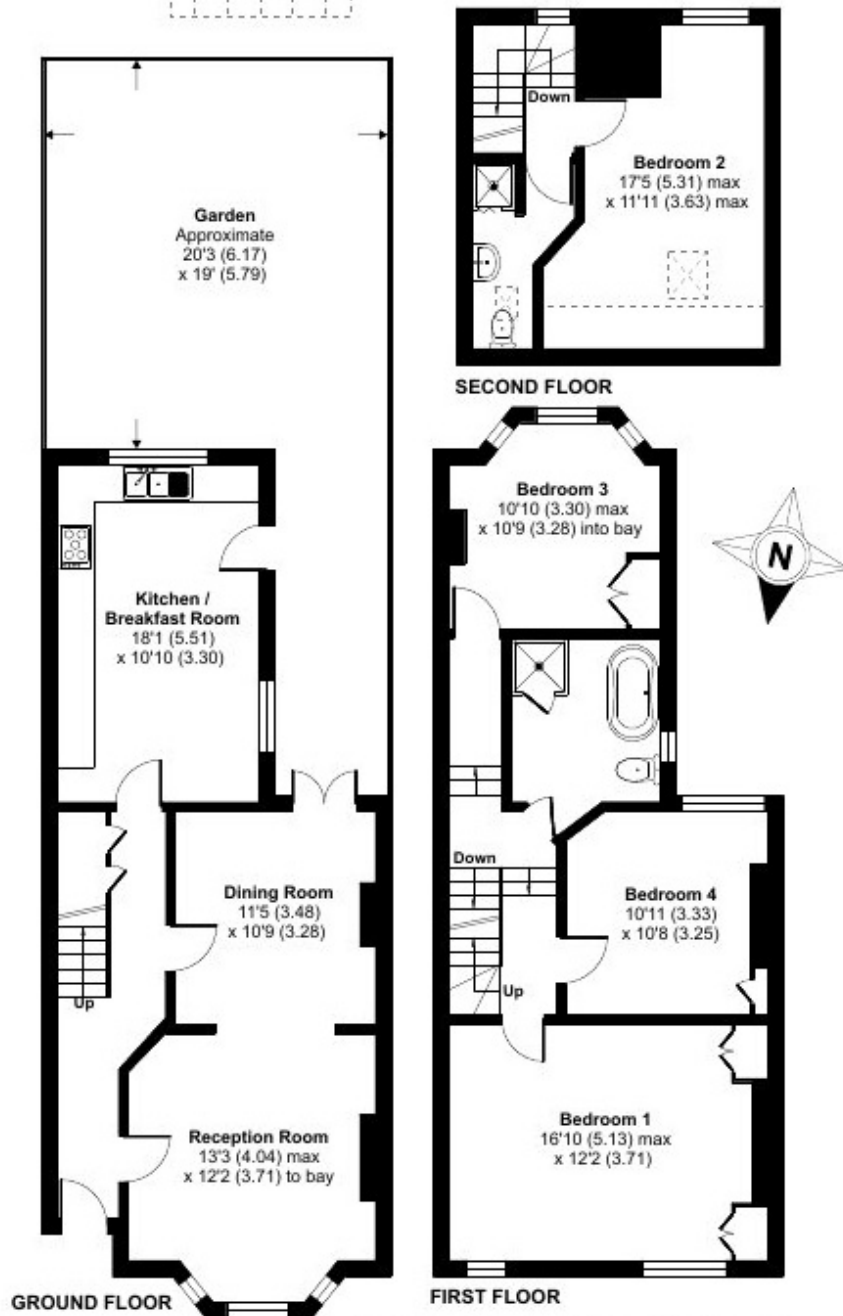 Garden
Approximate
20'3 (6.17)
x 19' (5.79)
Kitchen /
Breakfast Room
18'1 (5.51)
x 10'10 (3.30)
Dining Room
11'5 (3.48)
x 10'9 (3.28)
Up
Reception Room
13'3 (4.04) max
x 12'2 (3.71) to bay
GROUND FLOOR
Down
Bedroom 2
17'5 (5.31) max
x 11'11 (3.63) max
SECOND FLOOR
Bedroom 3
10'10 (3.30) max
x 10'9 (3.28) into bay
N
Down
Bedroom 4
10'11 (3.33)
x 10'8 (3.25)
Up
Bedroom 1
16'10 (5.13) max
x 12'2 (3.71)
FIRST FLOOR